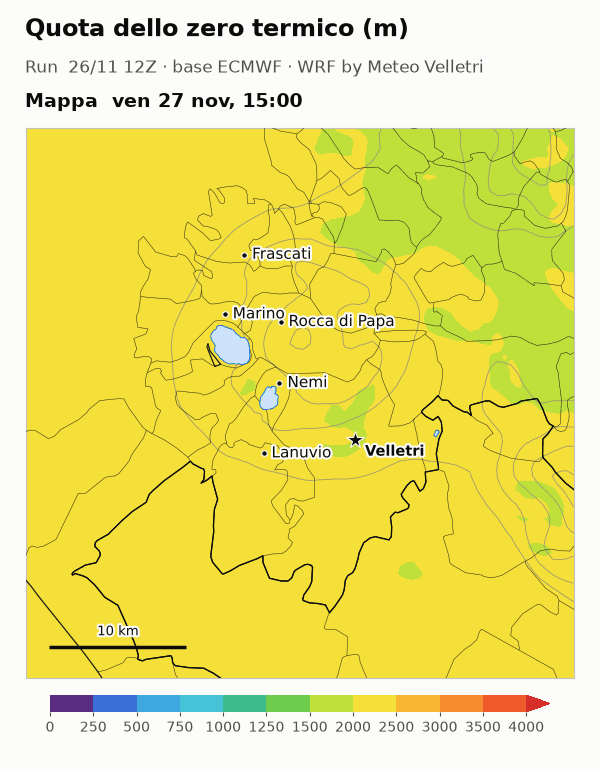 Quota dello zero termico (m)
Run  26/11 12Z · base ECMWF · WRF by Meteo Velletri
Mappa  ven 27 nov, 15:00
Frascati
Marino
Rocca di Papa
Nemi
Velletri
Lanuvio
10 km
0 250 500 750 1000 1250 1500 2000 2500 3000 3500 4000